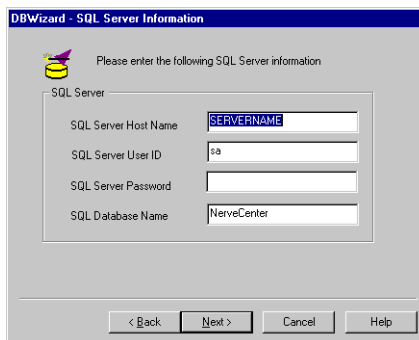 DBWizard - SQL Server Information
Please enter the following SQL Server information
SQL Server
SQL Server Host Name SERVERNAME
SQL Server User ID sa
SQL Server Password
SQL Database Name NerveCenter
< Back Next > Cancel Help